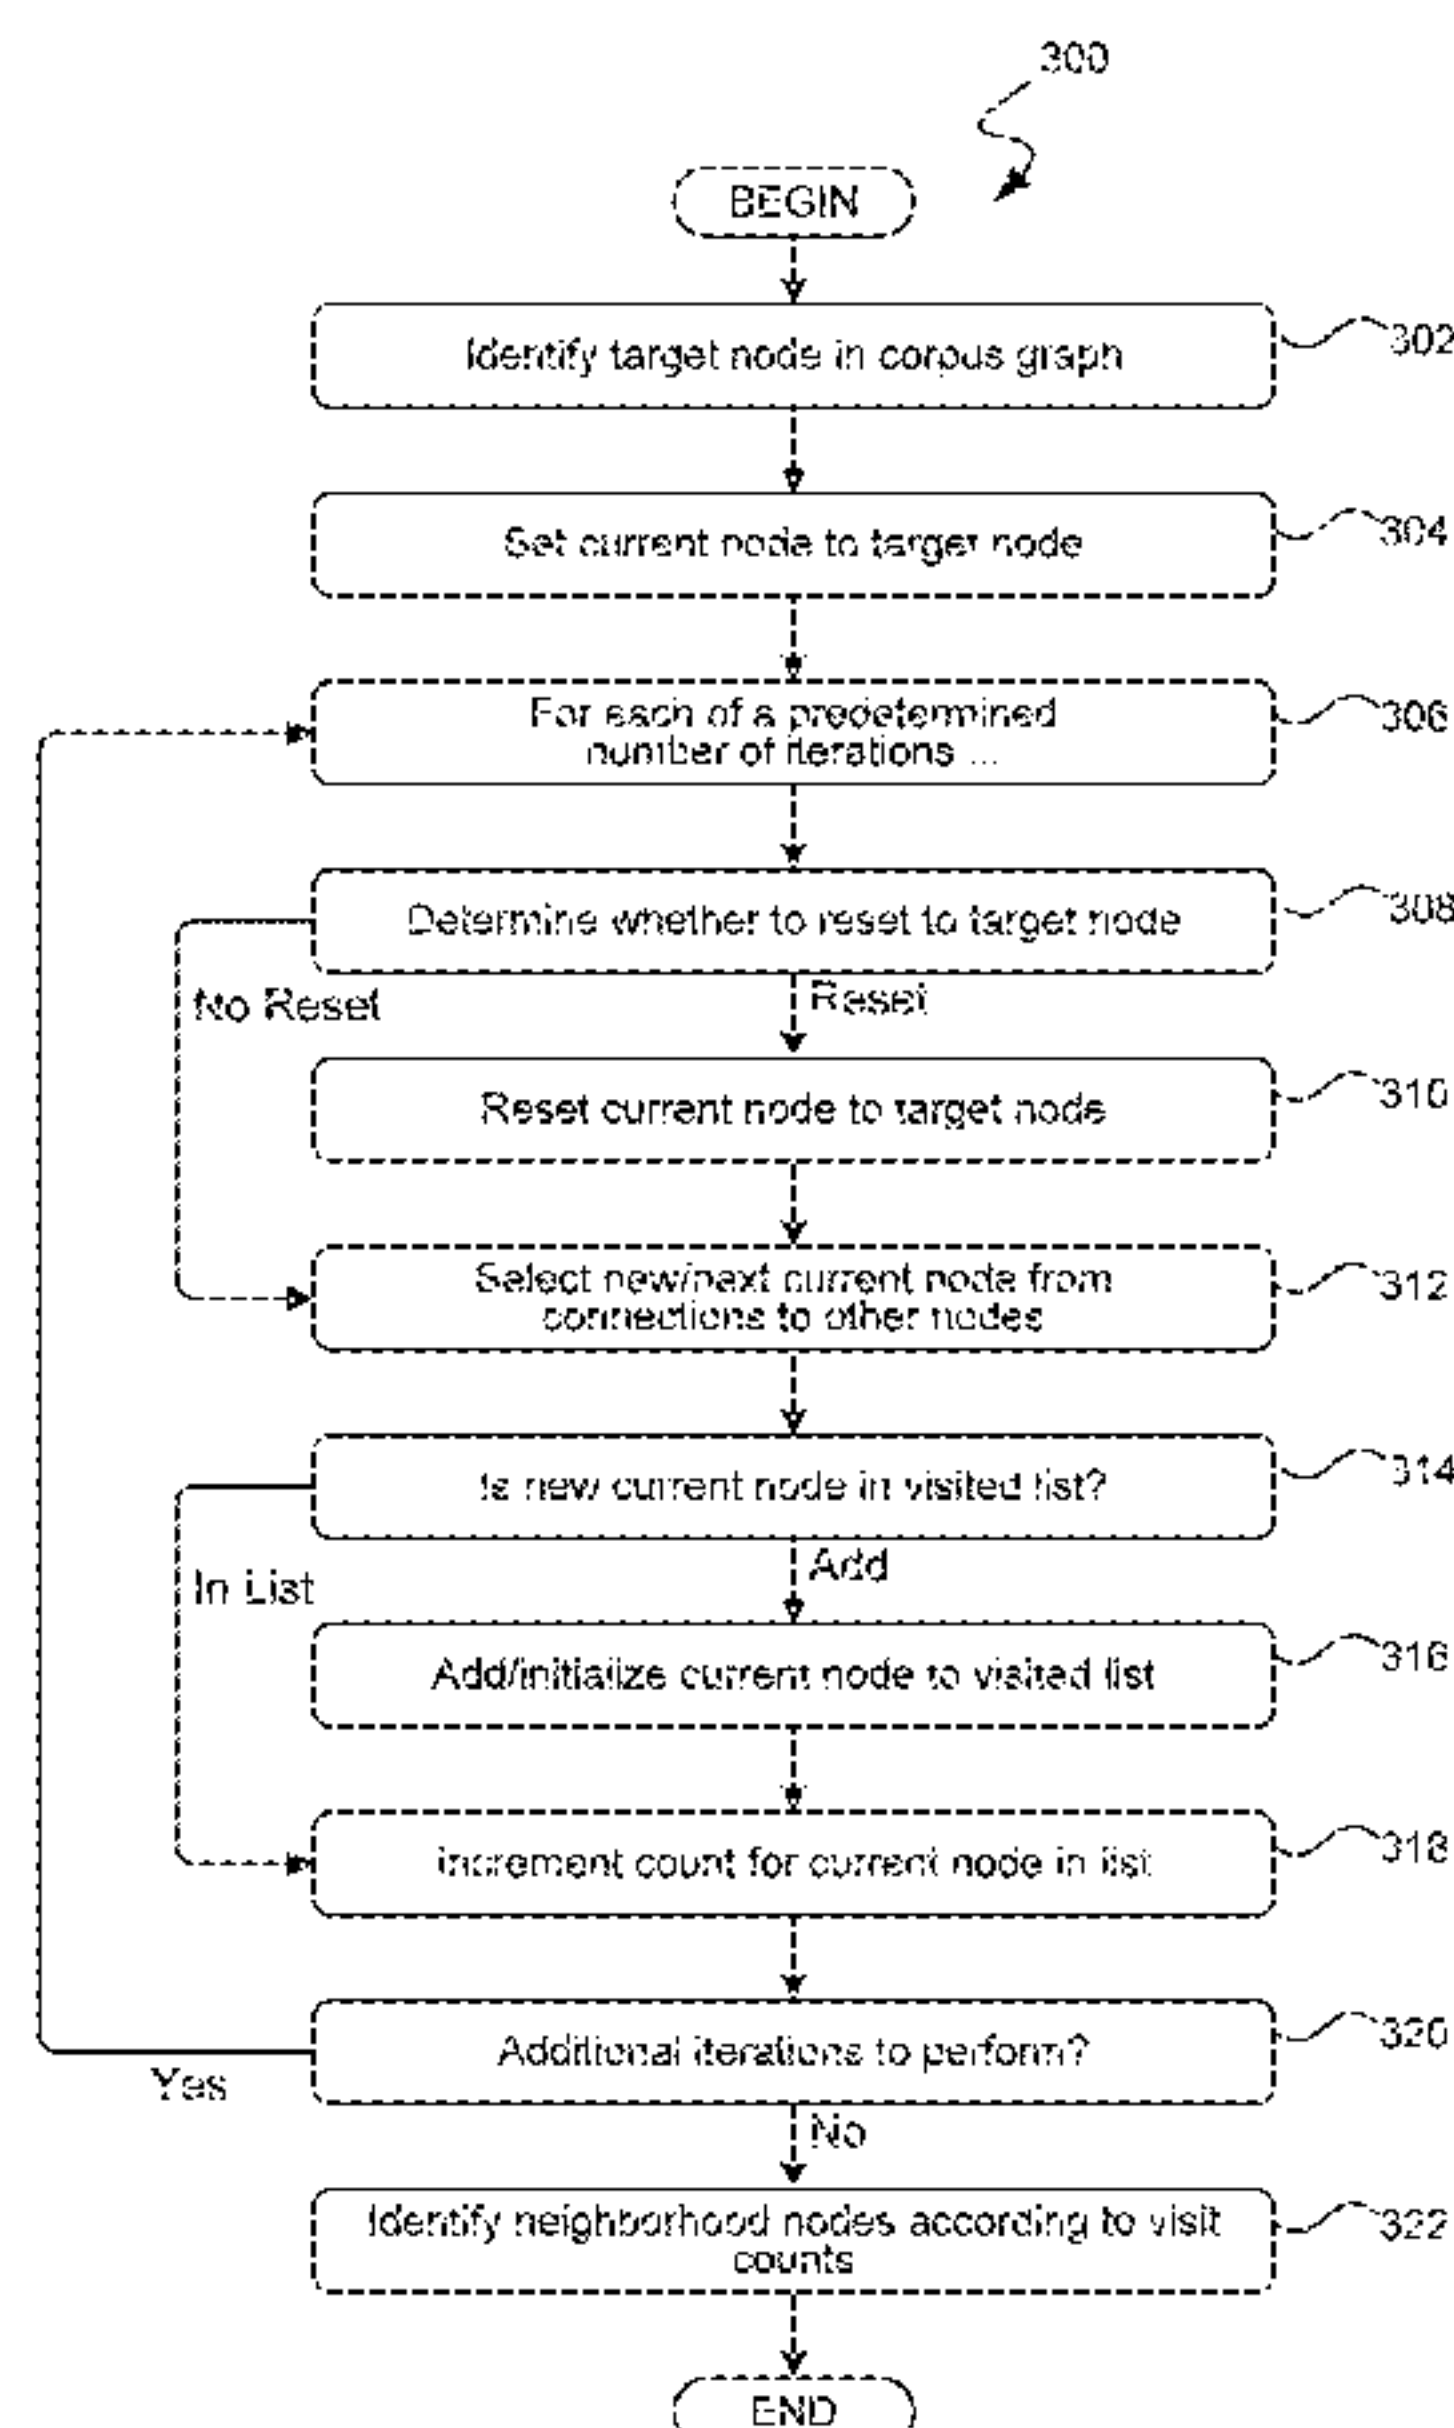 300
BEGIN
Identify target node in corpus graph
302
Set current node to target node
304
For each of a predetermined
number of iterations ...
306
Determine whether to reset to target node
308
No Reset
Reset
Reset current node to target node
310
Select new/next current node from
connections to other nodes
312
Is new current node in visited list?
314
In List
Add
Add/initialize current node to visited list
316
Increment count for current node in list
318
Additional iterations to perform?
320
Yes
No
Identify neighborhood nodes according to visit
counts
322
END